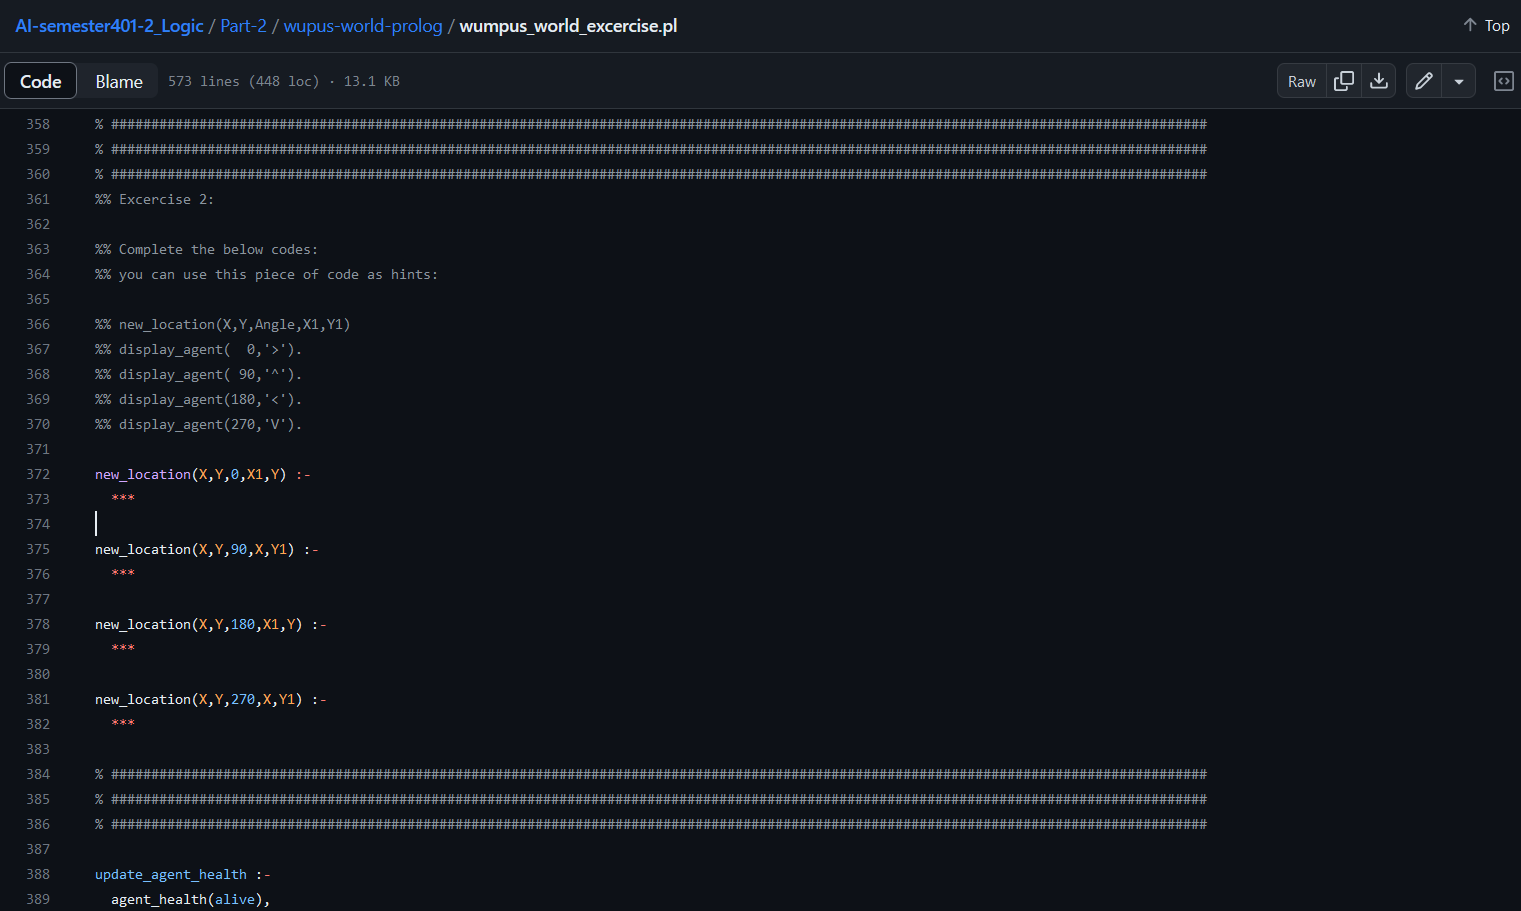 AI-semester401-2_Logic / Part-2 / wupus-world-prolog / wumpus_world_excercise.pl
Top
Code Blame 573 lines (448 loc) · 13.1 KB
Raw
358 % #########################################################################################################################################
359 % #########################################################################################################################################
360 % #########################################################################################################################################
361 %% Excercise 2:
362
363 %% Complete the below codes:
364 %% you can use this piece of code as hints:
365
366 %% new_location(X,Y,Angle,X1,Y1)
367 %% display_agent(  0,'>').
368 %% display_agent( 90,'^').
369 %% display_agent(180,'<').
370 %% display_agent(270,'V').
371
372 new_location(X,Y,0,X1,Y) :-
373   ***
374
375 new_location(X,Y,90,X,Y1) :-
376   ***
377
378 new_location(X,Y,180,X1,Y) :-
379   ***
380
381 new_location(X,Y,270,X,Y1) :-
382   ***
383
384 % #########################################################################################################################################
385 % #########################################################################################################################################
386 % #########################################################################################################################################
387
388 update_agent_health :-
389   agent_health(alive),